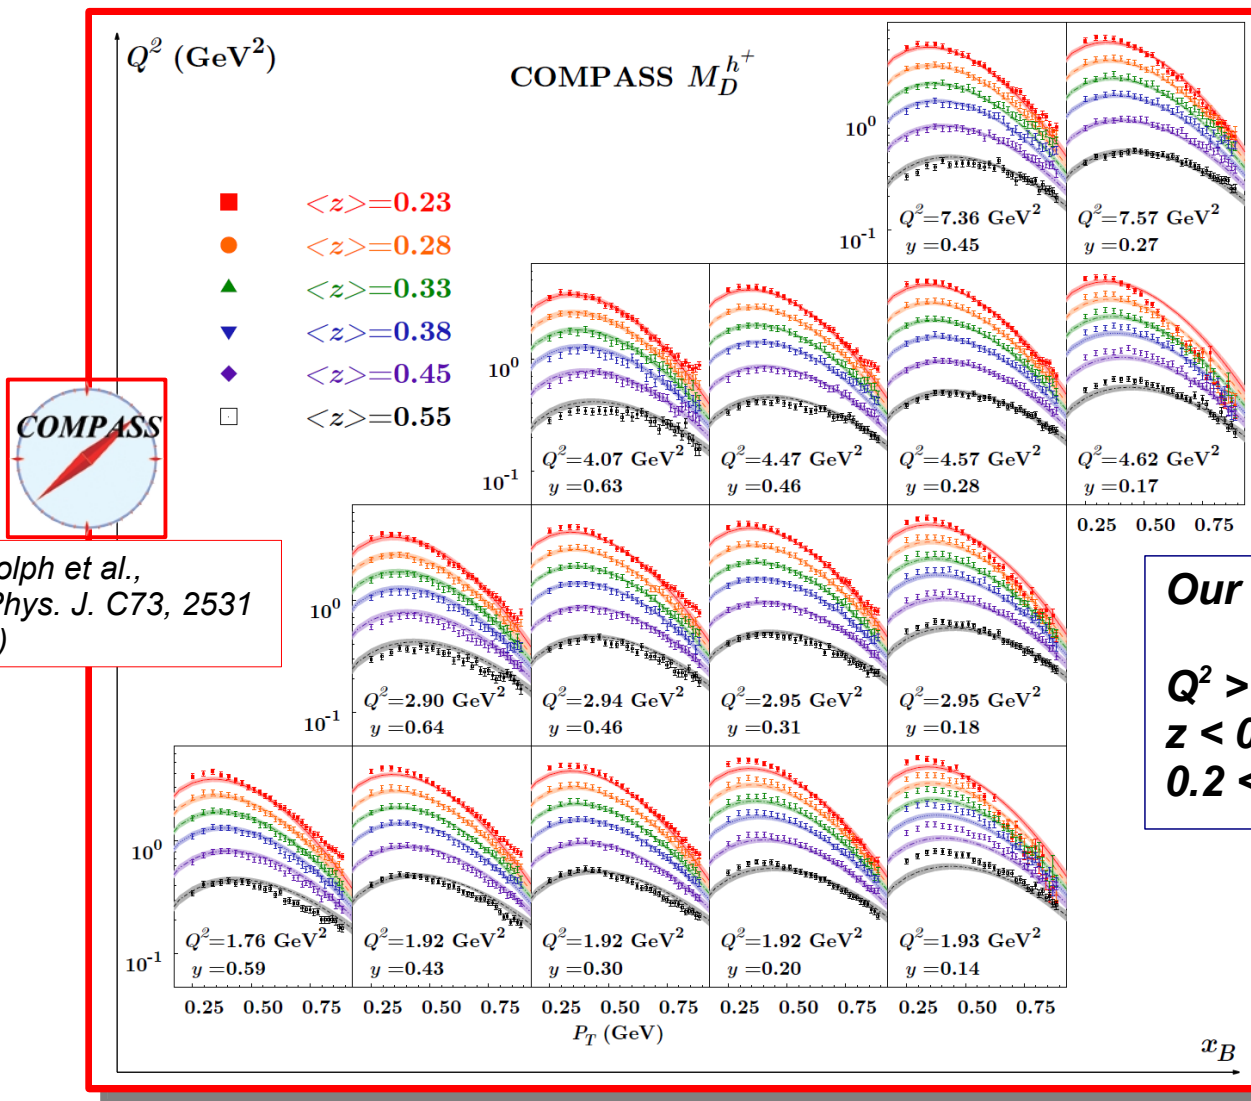 Q² (GeV²)
COMPASS M_D^{h⁺}
<z>=0.23
<z>=0.28
<z>=0.33
<z>=0.38
<z>=0.45
<z>=0.55
COMPASS
olph et al.,
Phys. J. C73, 2531
)
10⁰
10⁻¹
Q²=7.36 GeV²
y =0.45
Q²=7.57 GeV²
y =0.27
10⁰
10⁻¹
Q²=4.07 GeV²
y =0.63
Q²=4.47 GeV²
y =0.46
Q²=4.57 GeV²
y =0.28
Q²=4.62 GeV²
y =0.17
0.25 0.50 0.75
10⁰
10⁻¹
Q²=2.90 GeV²
y =0.64
Q²=2.94 GeV²
y =0.46
Q²=2.95 GeV²
y =0.31
Q²=2.95 GeV²
y =0.18
Our
Q² >
z < 0
0.2 <
10⁰
10⁻¹
Q²=1.76 GeV²
y =0.59
Q²=1.92 GeV²
y =0.43
Q²=1.92 GeV²
y =0.30
Q²=1.92 GeV²
y =0.20
Q²=1.93 GeV²
y =0.14
0.25 0.50 0.75 0.25 0.50 0.75 0.25 0.50 0.75 0.25 0.50 0.75 0.25 0.50 0.75
P_T (GeV)
x_B